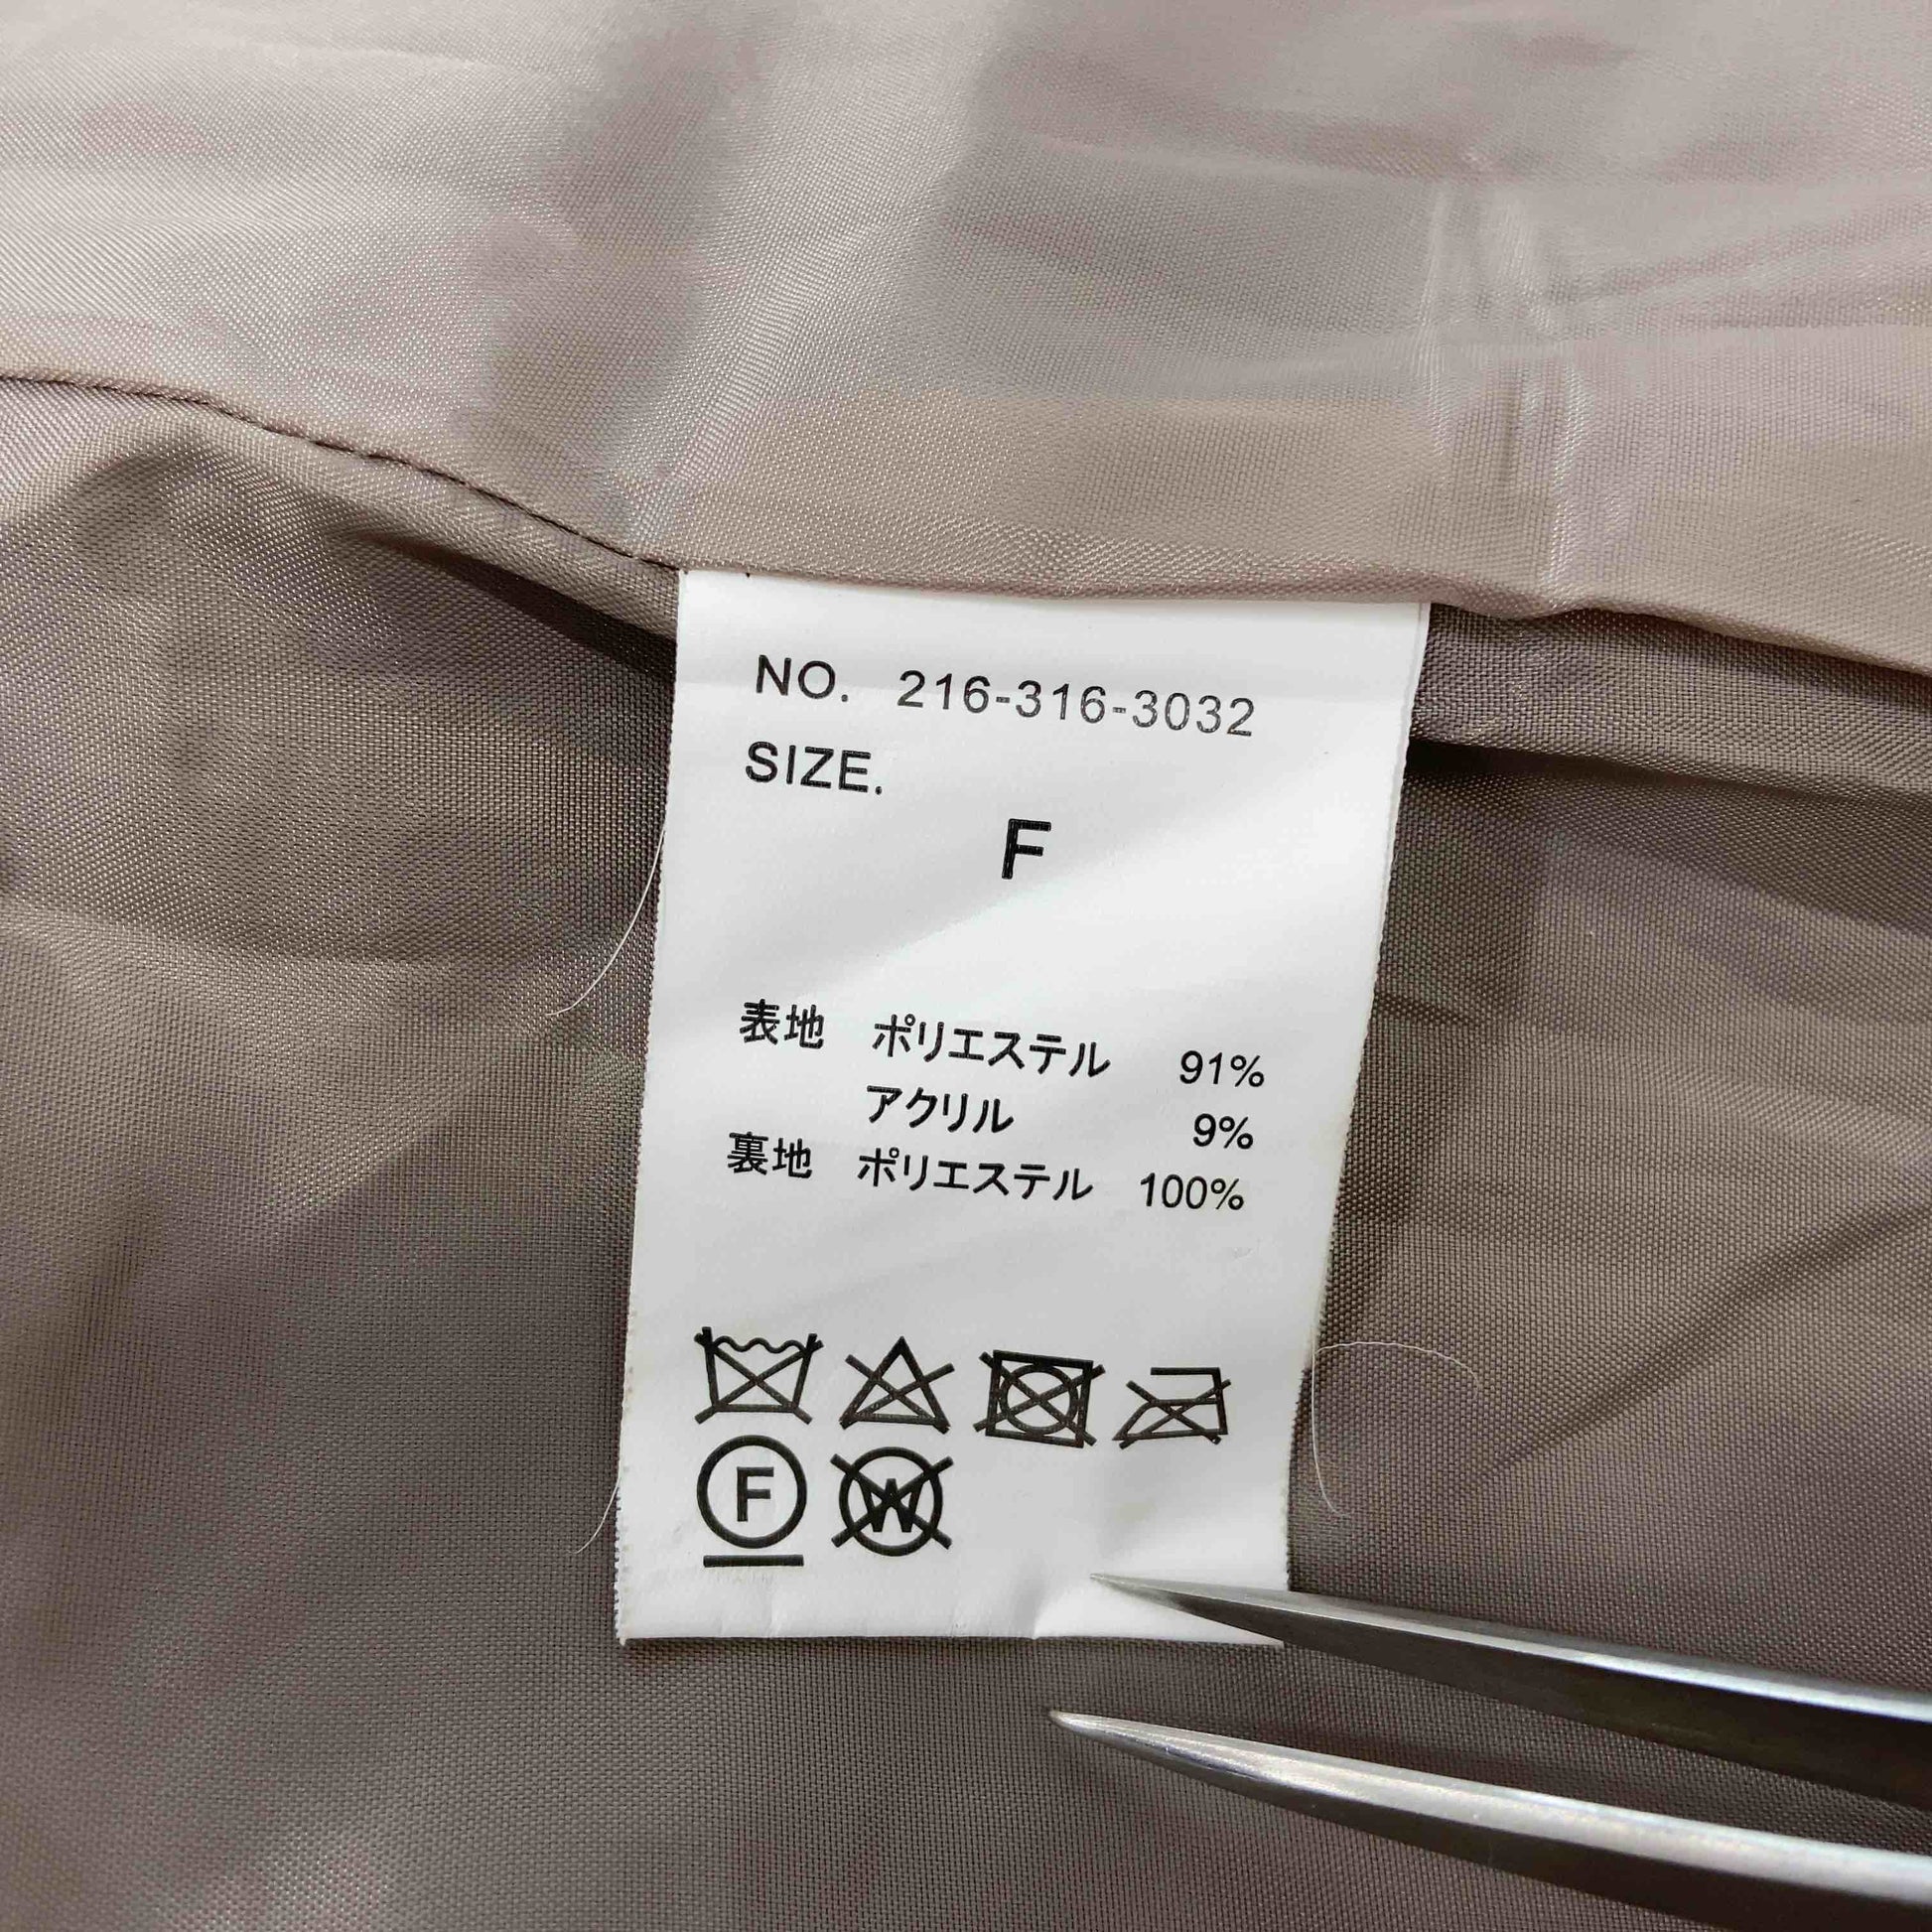 NO. 216-316-3032
SIZE.
F
表地 ポリエステル 91%
アクリル 9%
裏地 ポリエステル 100%
F W